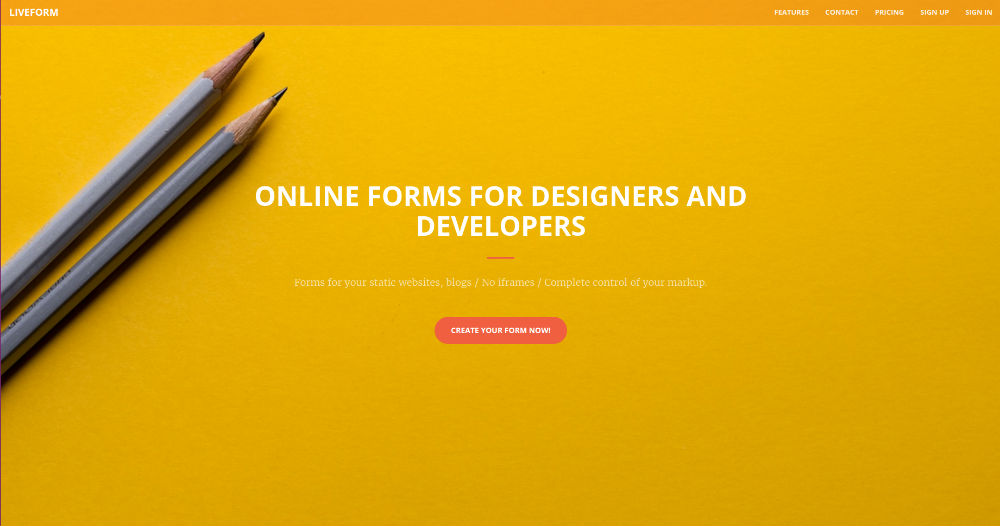 LIVEFORM
FEATURES CONTACT PRICING SIGN UP SIGN IN
ONLINE FORMS FOR DESIGNERS AND
DEVELOPERS
Forms for your static websites, blogs / No iframes / Complete control of your markup.
CREATE YOUR FORM NOW!